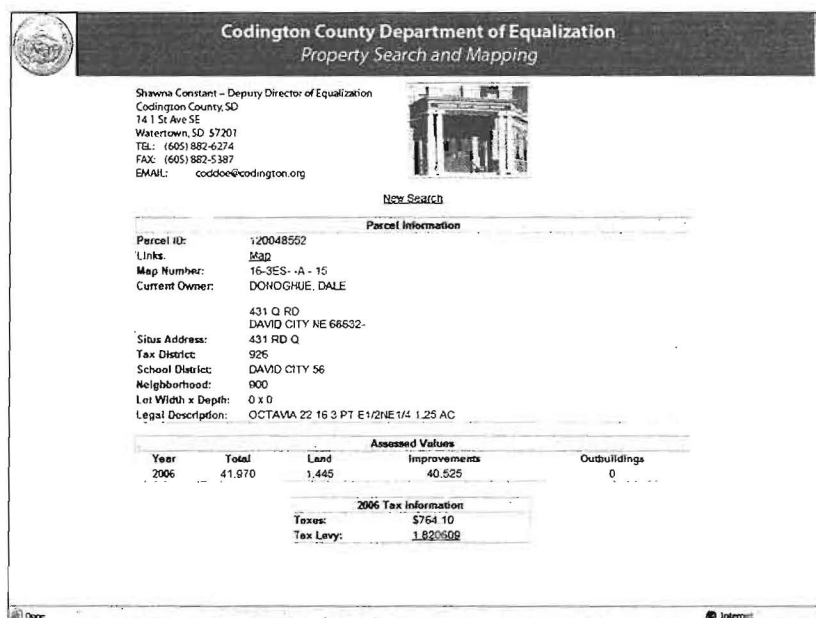 Codington County Department of Equalization
Property Search and Mapping
Shawna Constant – Deputy Director of Equalization
Codington County, SD
14 1 St Ave SE
Watertown, SD 57201
TEL: (605) 882-6274
FAX: (605) 882-5387
EMAIL: coddoe@codington.org
New Search
Parcel Information
Parcel ID: 120048552
Links: Map
Map Number: 16-3ES- -A - 15
Current Owner: DONOGHUE, DALE
431 Q RD
DAVID CITY NE 68632-
Situs Address: 431 RD Q
Tax District: 926
School District: DAVID CITY 56
Neighborhood: 900
Lot Width x Depth: 0 x 0
Legal Description: OCTAVIA 22 16 3 PT E1/2NE1/4 1.25 AC
Assessed Values
Year Total Land Improvements Outbuildings
2006 41,970 1,445 40,525 0
2006 Tax Information
Taxes: $764.10
Tax Levy: 1.820609
Done Internet